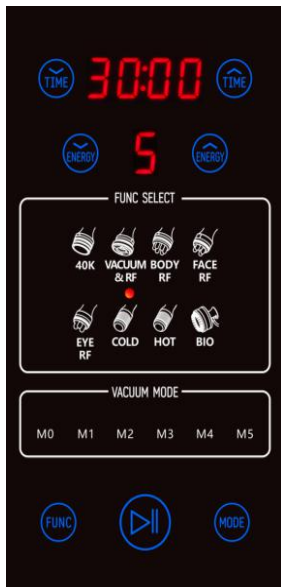 TIME 30:00 TIME
ENERGY 5 ENERGY
FUNC SELECT
40K VACUUM & RF BODY RF FACE RF
EYE RF COLD HOT BIO
VACUUM MODE
M0 M1 M2 M3 M4 M5
FUNC MODE